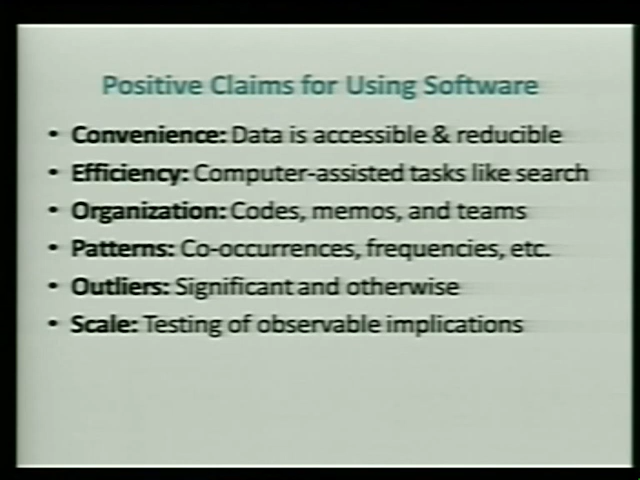 Positive Claims for Using Software
• Convenience: Data is accessible & reducible
• Efficiency: Computer-assisted tasks like search
• Organization: Codes, memos, and teams
• Patterns: Co-occurrences, frequencies, etc.
• Outliers: Significant and otherwise
• Scale: Testing of observable implications